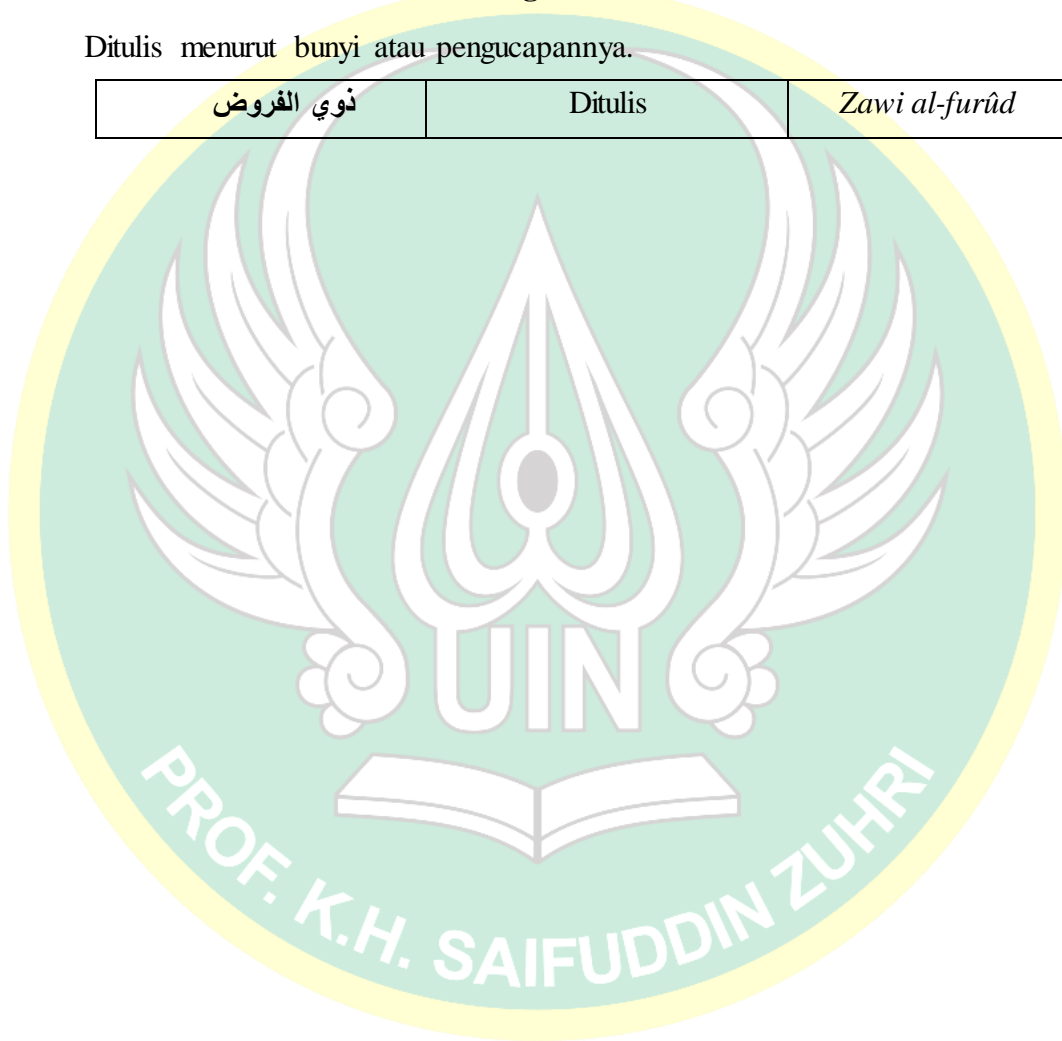 Ditulis menurut bunyi atau pengucapannya.
ذوي الفروض Ditulis Zawi al-furûd
UIN
PROF. K.H. SAIFUDDIN ZUHRI